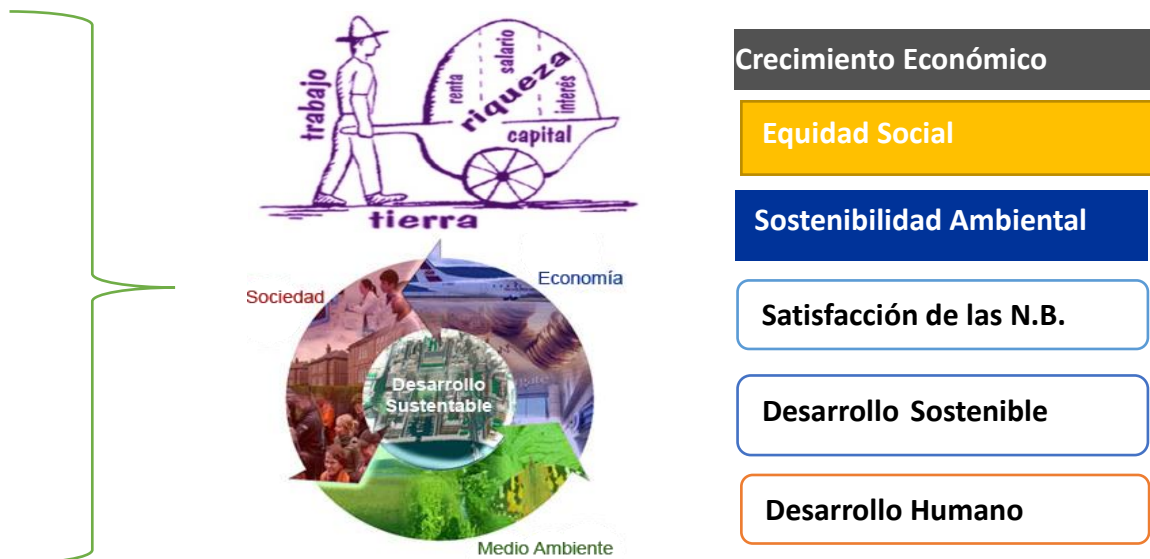 trabajo
renta
salario
riqueza
interés
capital
tierra
Sociedad
Economía
Desarrollo
Sustentable
Medio Ambiente
Crecimiento Económico
Equidad Social
Sostenibilidad Ambiental
Satisfacción de las N.B.
Desarrollo Sostenible
Desarrollo Humano